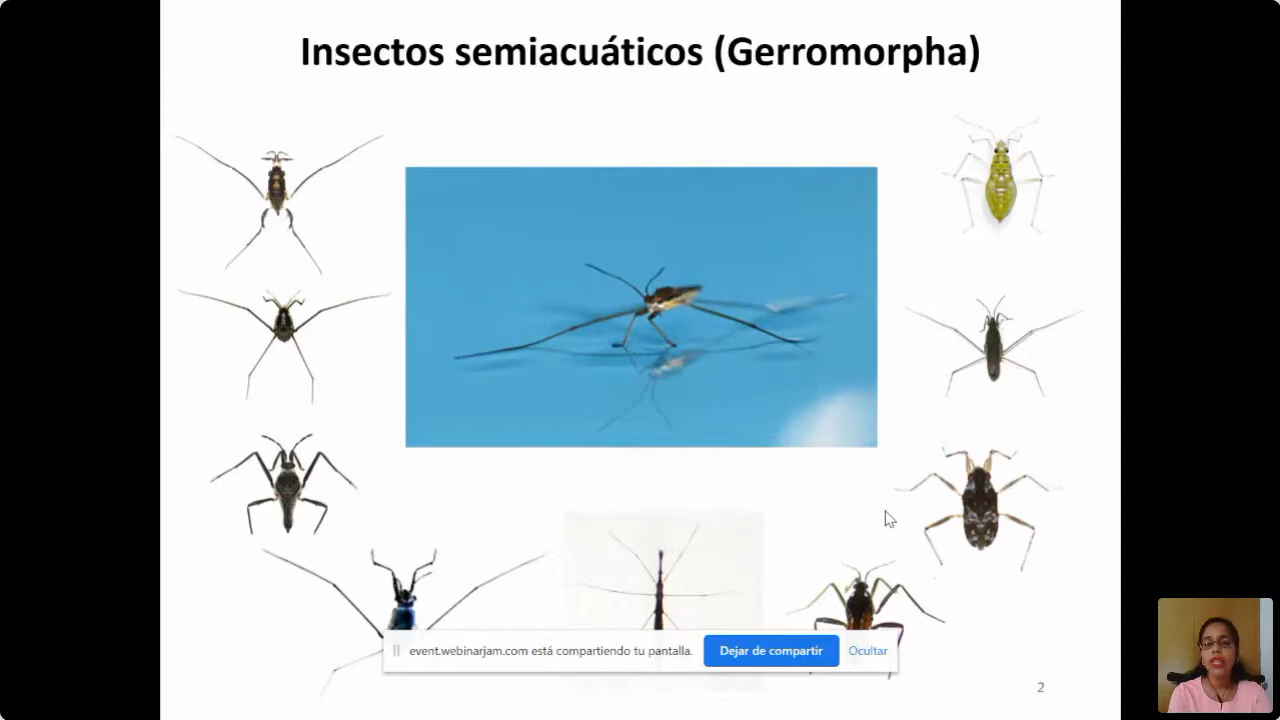 Insectos semiacuáticos (Gerromorpha)
event.webinarjam.com está compartiendo tu pantalla.
Dejar de compartir
Ocultar
2